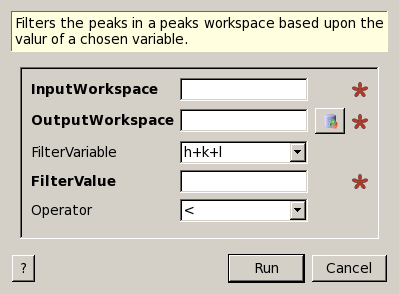 Filters the peaks in a peaks workspace based upon the
valur of a chosen variable.
InputWorkspace
OutputWorkspace
FilterVariable h+k+l
FilterValue
Operator <
? Run Cancel